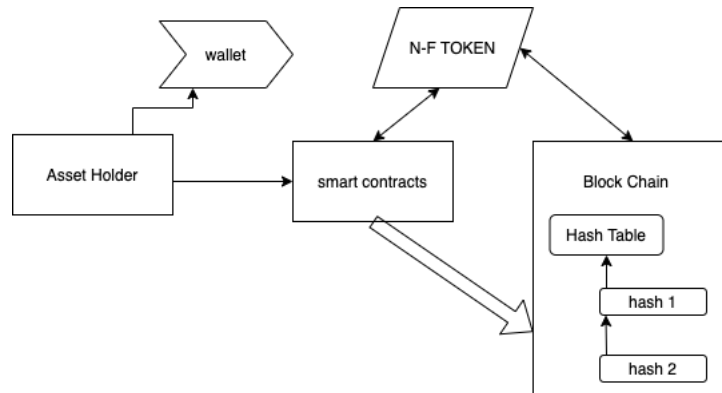 wallet
N-F TOKEN
Asset Holder
smart contracts
Block Chain
Hash Table
hash 1
hash 2